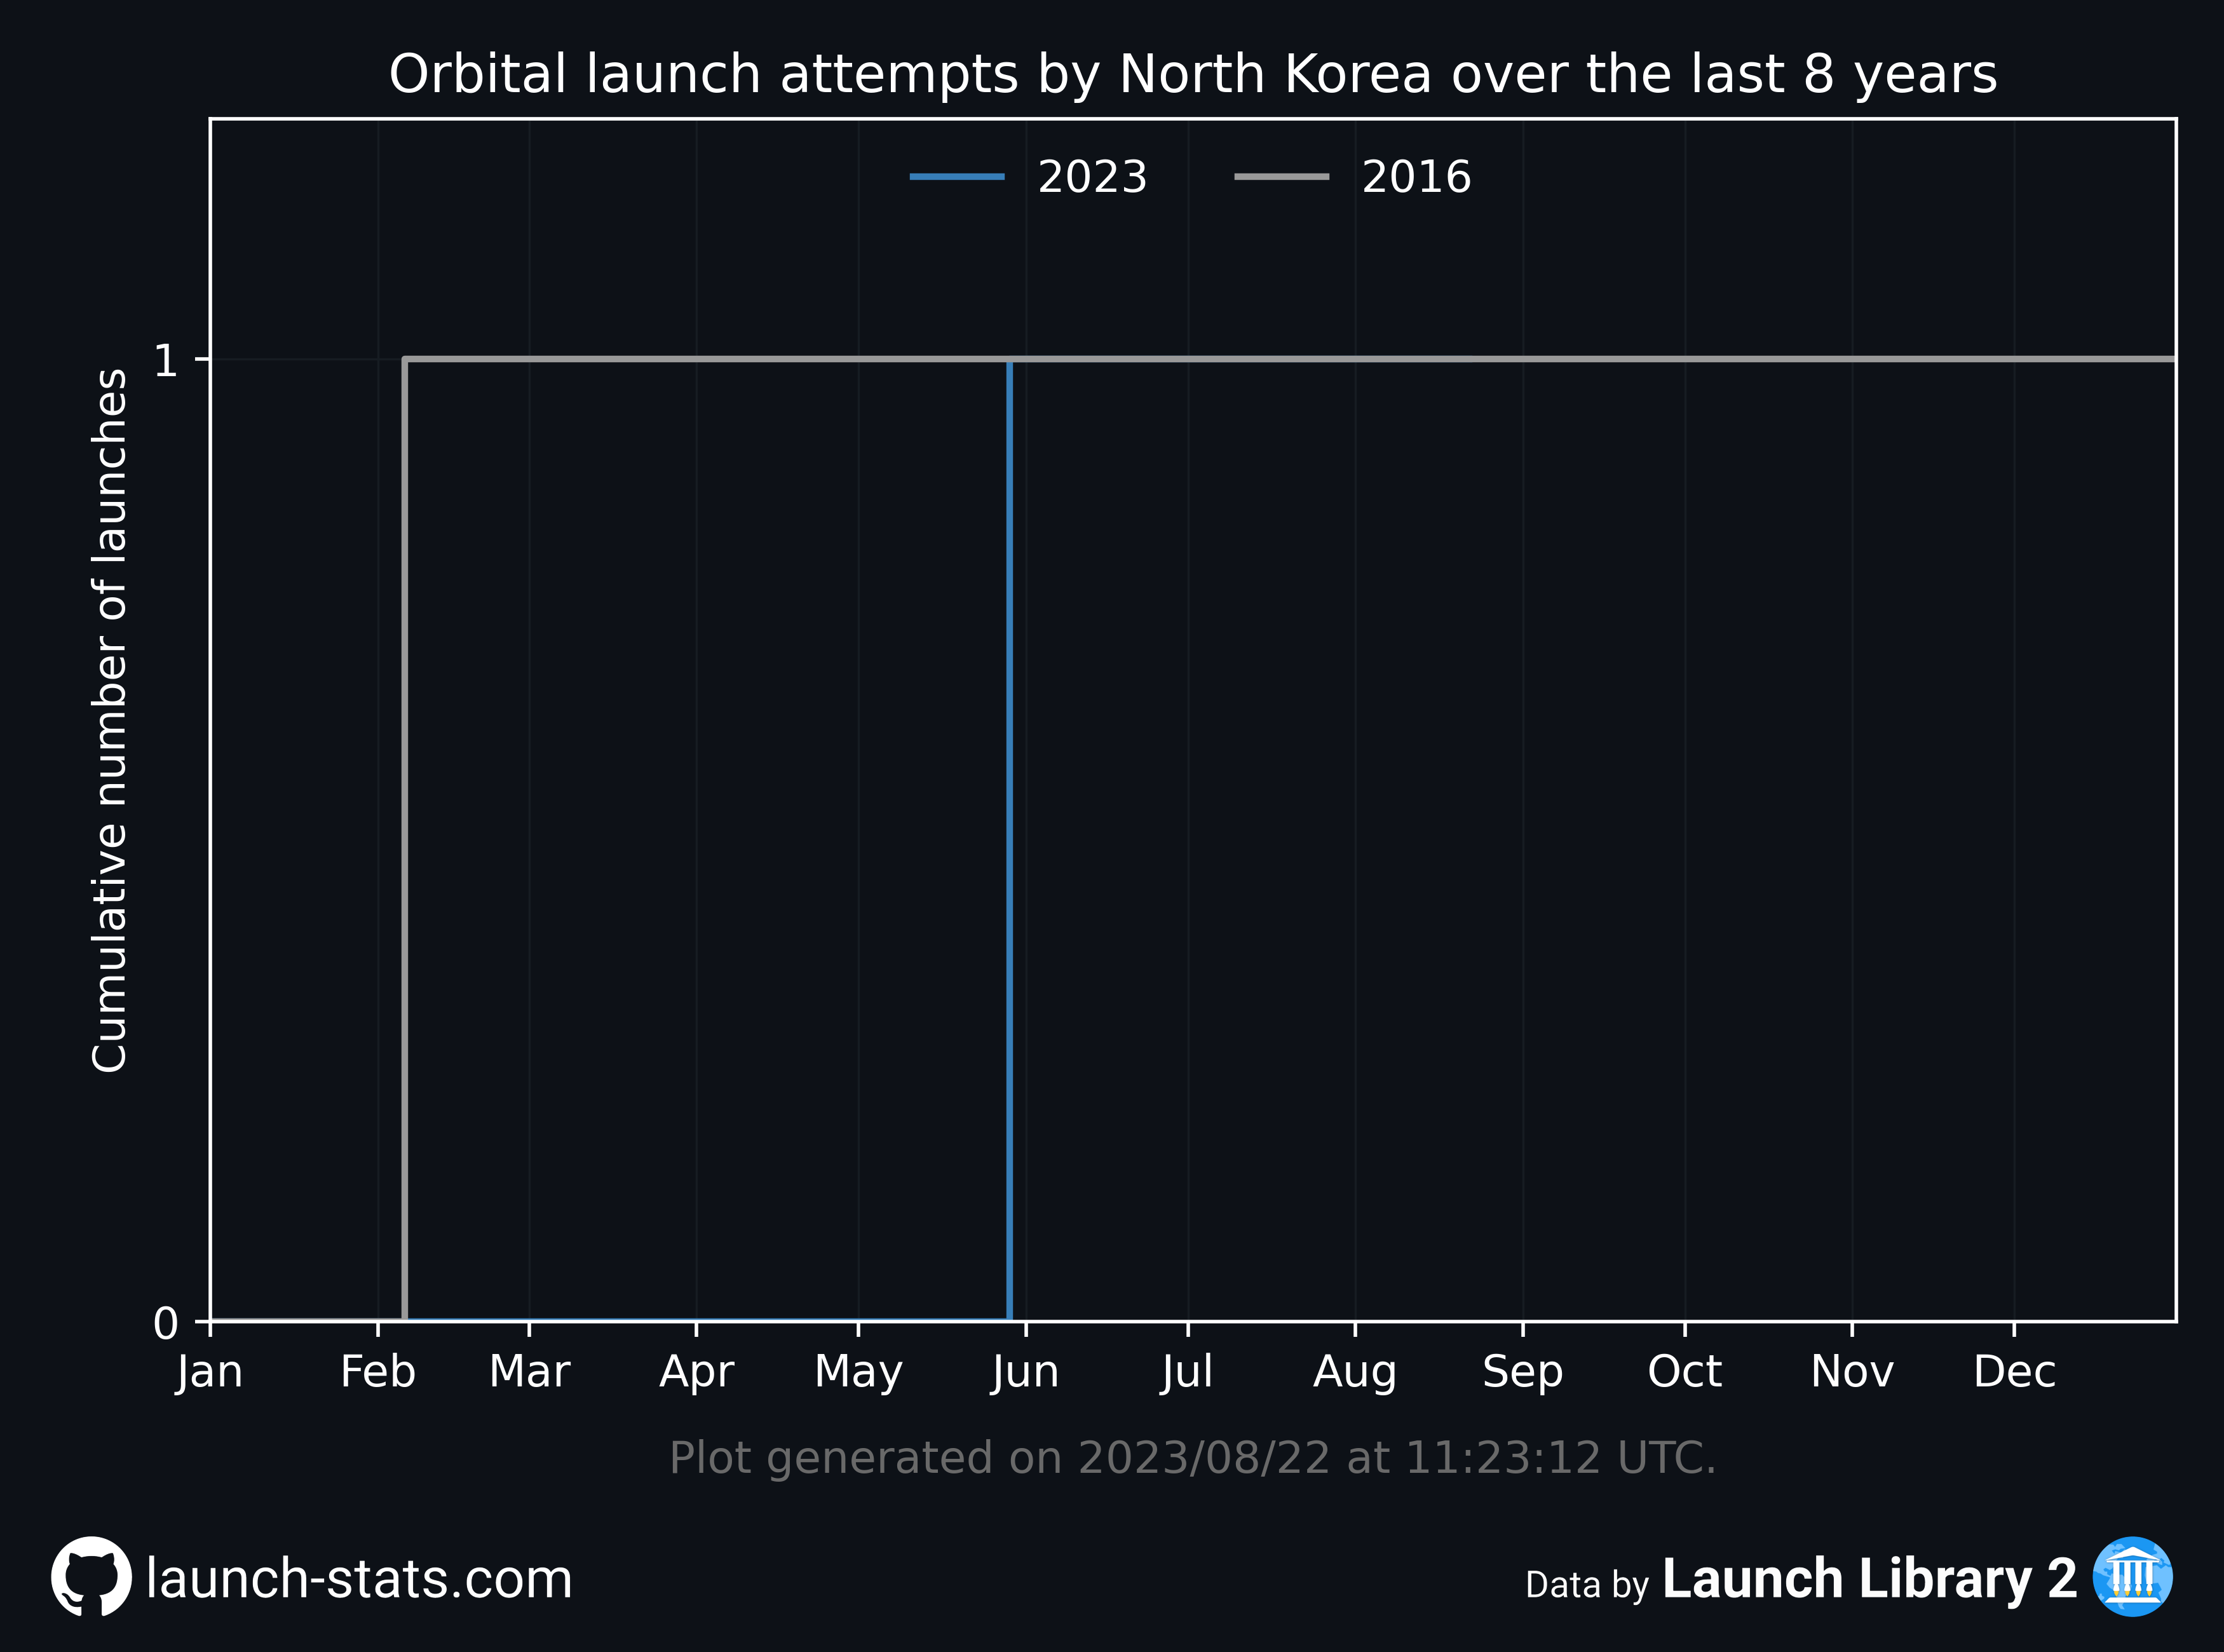 Orbital launch attempts by North Korea over the last 8 years
2023 2016
Cumulative number of launches
1
0
Jan Feb Mar Apr May Jun Jul Aug Sep Oct Nov Dec
Plot generated on 2023/08/22 at 11:23:12 UTC.
launch-stats.com
Data by Launch Library 2